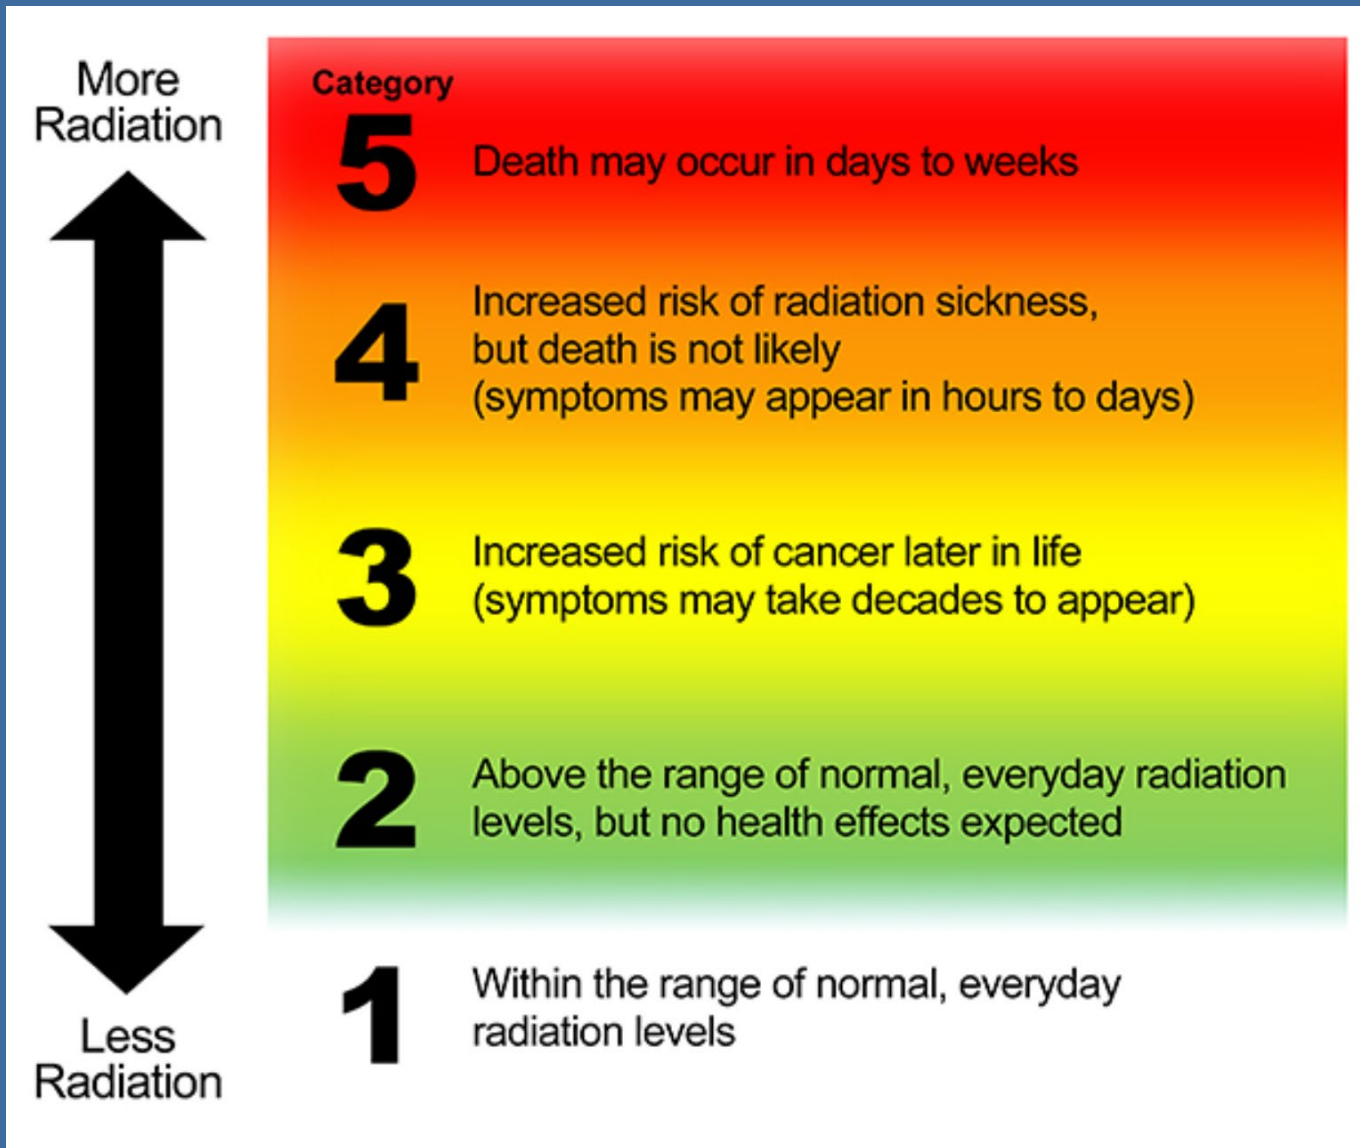 More
Radiation
Category
5
Death may occur in days to weeks
4
Increased risk of radiation sickness,
but death is not likely
(symptoms may appear in hours to days)
3
Increased risk of cancer later in life
(symptoms may take decades to appear)
2
Above the range of normal, everyday radiation
levels, but no health effects expected
1
Within the range of normal, everyday
radiation levels
Less
Radiation